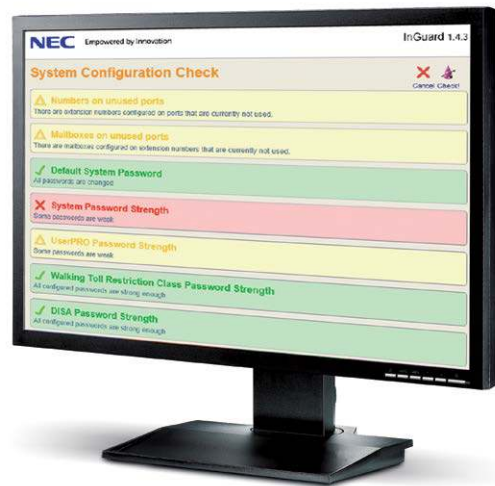 NEC Empowered by Innovation
InGuard 1.4.3
System Configuration Check
Cancel Check!
Numbers on unused ports
There are extension numbers configured on ports that are currently not used.
Mailboxes on unused ports
There are mailboxes configured on extension numbers that are currently not used.
Default System Password
All passwords are changed
System Password Strength
Some passwords are weak
UserPRO Password Strength
Some passwords are weak
Walking Toll Restriction Class Password Strength
All configured passwords are strong enough
DISA Password Strength
All configured passwords are strong enough